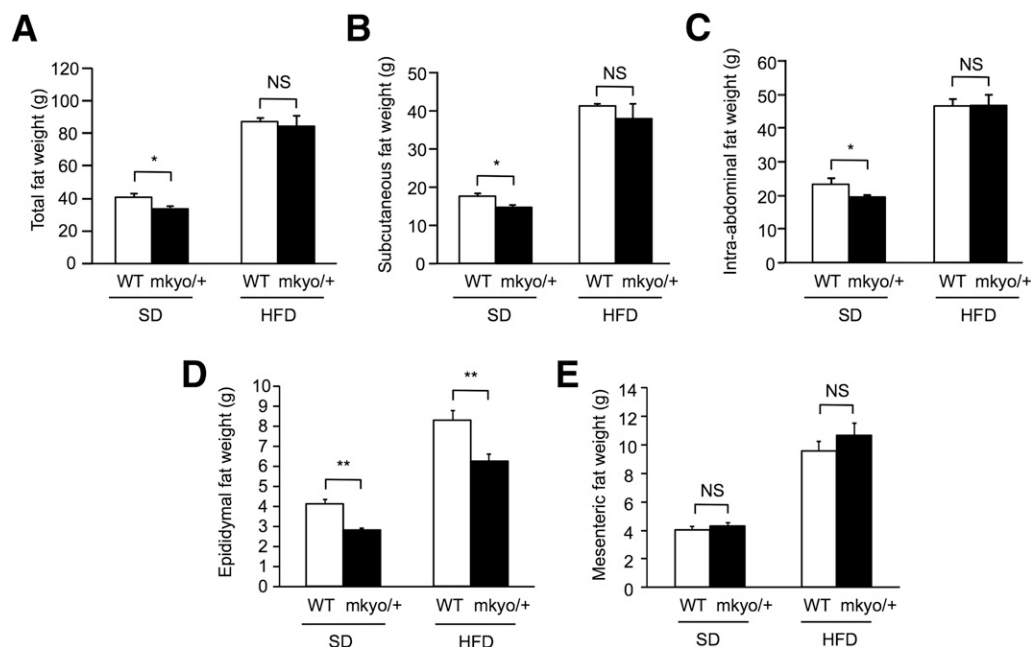 A
Total fat weight (g)
120
100
80
60
40
20
0
*
NS
WT mkyo/+ WT mkyo/+
SD HFD
B
Subcutaneous fat weight (g)
50
40
30
20
10
0
*
NS
WT mkyo/+ WT mkyo/+
SD HFD
C
Intra-abdominal fat weight (g)
60
50
40
30
20
10
0
*
NS
WT mkyo/+ WT mkyo/+
SD HFD
D
Epididymal fat weight (g)
10
9
8
7
6
5
4
3
2
1
0
**
**
WT mkyo/+ WT mkyo/+
SD HFD
E
Mesenteric fat weight (g)
14
12
10
8
6
4
2
0
NS
NS
WT mkyo/+ WT mkyo/+
SD HFD